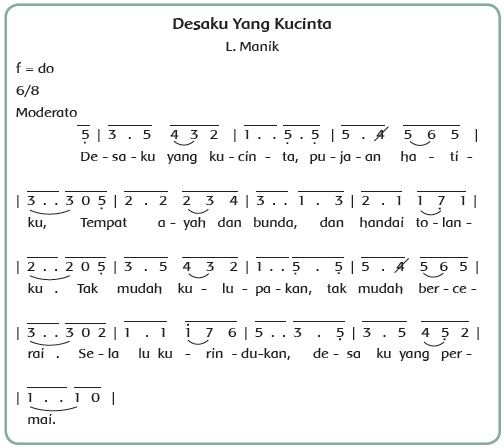 Desaku Yang Kucinta
L. Manik
f = do
6/8
Moderato
5̣ | 3 . 5 4 3 2 | 1 . . 5̣ . 5̣ | 5 . 4̸ 5 6 5 |
De - sa - ku yang ku - cin - ta, pu - ja - an ha - ti -
| 3 . . 3 0 5̣ | 2 . 2 2 3 4 | 3 . . 1 . 3 | 2 . 1 1 7̣ 1 |
ku, Tempat a - yah dan bunda, dan handai to - lan -
| 2 . . 2 0 5̣ | 3 . 5 4 3 2 | 1 . . 5̣ . 5̣ | 5 . 4̸ 5 6 5 |
ku . Tak mudah ku - lu - pa - kan, tak mudah ber - ce -
| 3 . . 3 0 2 | 1 . 1 i 7 6 | 5 . . 3 . 5̣ | 3 . 5 4 5̣ 2 |
rai . Se - la lu ku - rin - du-kan, de - sa ku yang per -
| 1 . . 1 0 |
mai.